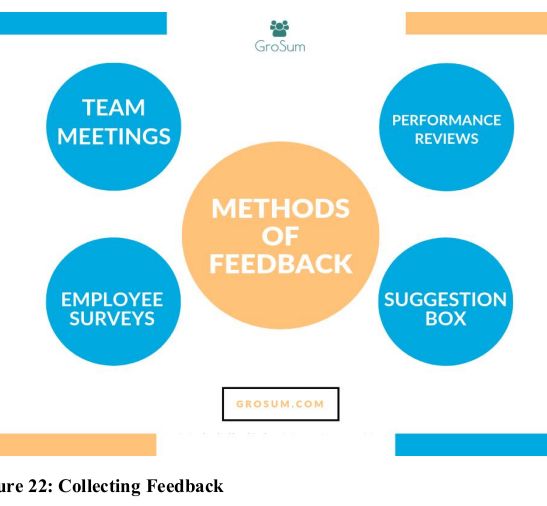 GroSum
TEAM
MEETINGS
PERFORMANCE
REVIEWS
METHODS
OF
FEEDBACK
EMPLOYEE
SURVEYS
SUGGESTION
BOX
GROSUM.COM
ure 22: Collecting Feedback